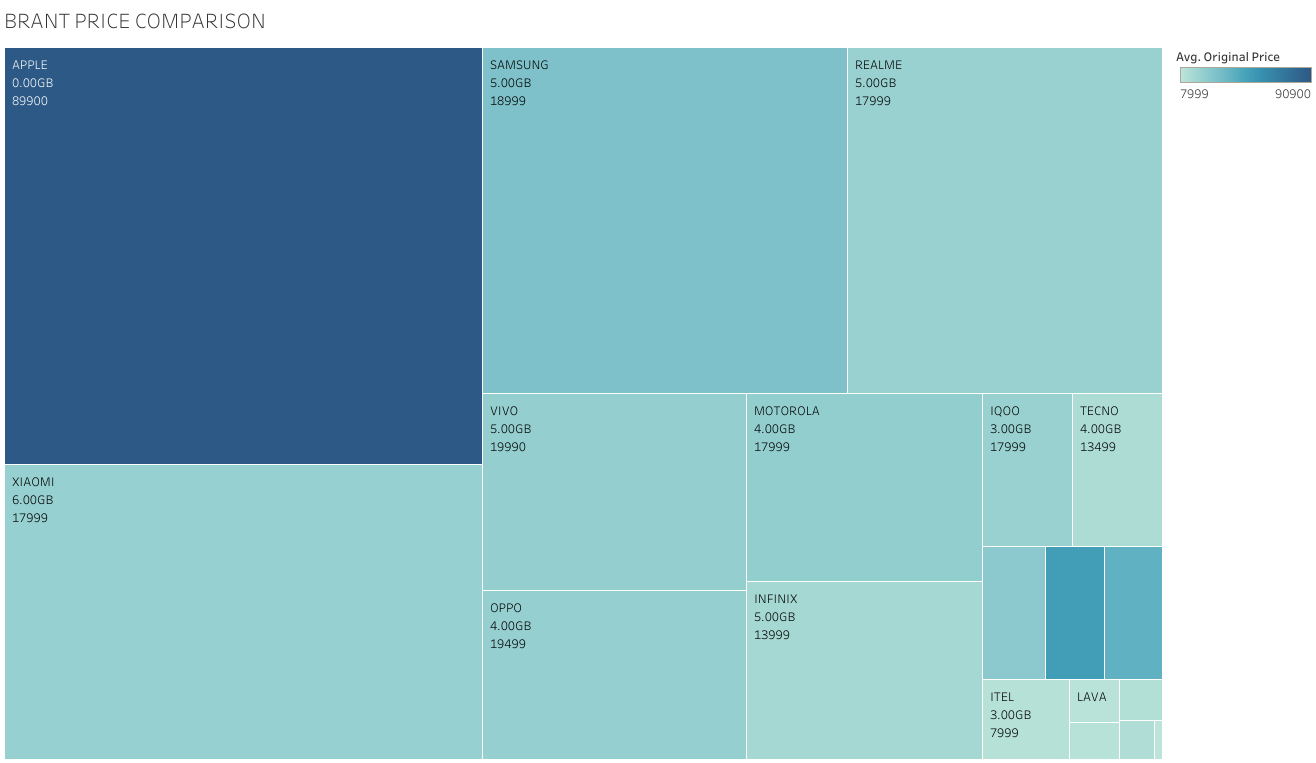 BRANT PRICE COMPARISON
APPLE
0.00GB
89900
SAMSUNG
5.00GB
18999
REALME
5.00GB
17999
Avg. Original Price
7999 90900
XIAOMI
6.00GB
17999
VIVO
5.00GB
19990
MOTOROLA
4.00GB
17999
IQOO
3.00GB
17999
TECNO
4.00GB
13499
OPPO
4.00GB
19499
INFINIX
5.00GB
13999
ITEL
3.00GB
7999
LAVA